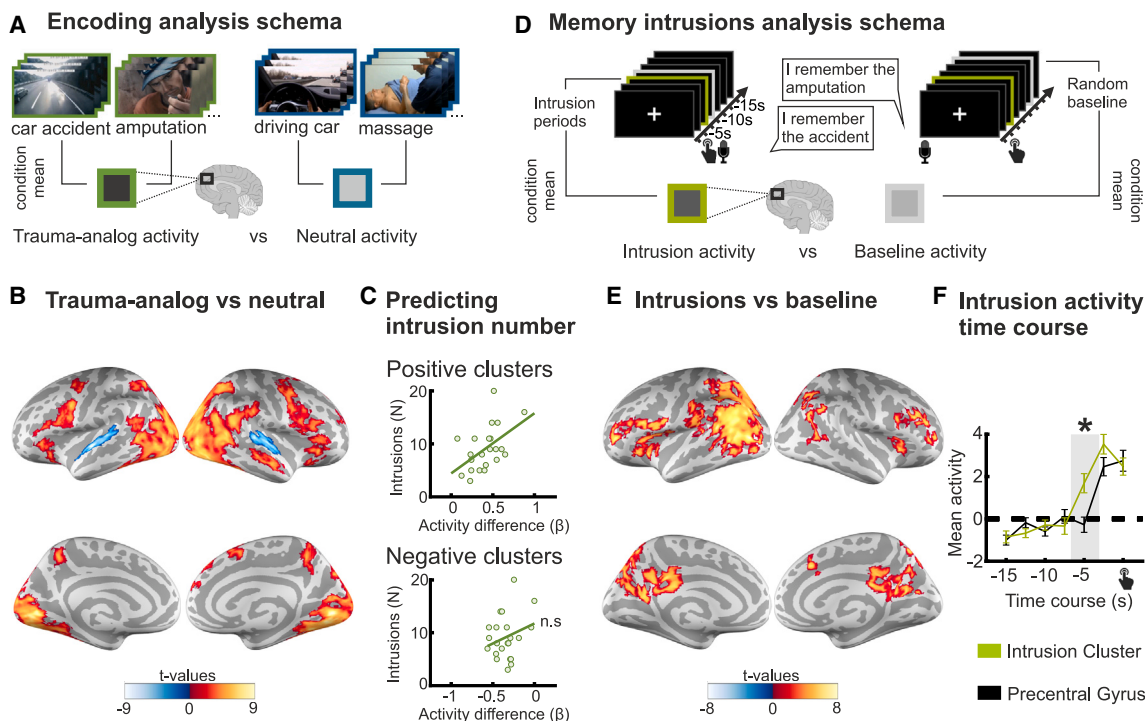 A Encoding analysis schema
car accident
amputation
...
driving car
massage
...
condition
mean
Trauma-analog activity
vs
Neutral activity
B Trauma-analog vs neutral
t-values
-9
0
9
C Predicting
intrusion number
Positive clusters
Intrusions (N)
20
10
0
0
0.5
1
Activity difference (β)
Negative clusters
Intrusions (N)
20
10
0
n.s
-1
-0.5
0
Activity difference (β)
D Memory intrusions analysis schema
Intrusion
periods
-15s
-10s
-5s
I remember the
amputation
I remember
the accident
Random
baseline
condition
mean
condition
mean
Intrusion activity
vs
Baseline activity
E Intrusions vs baseline
t-values
-8
0
8
F Intrusion activity
time course
*
Mean activity
4
2
0
-2
-15
-10
-5
Time course (s)
Intrusion Cluster
Precentral Gyrus